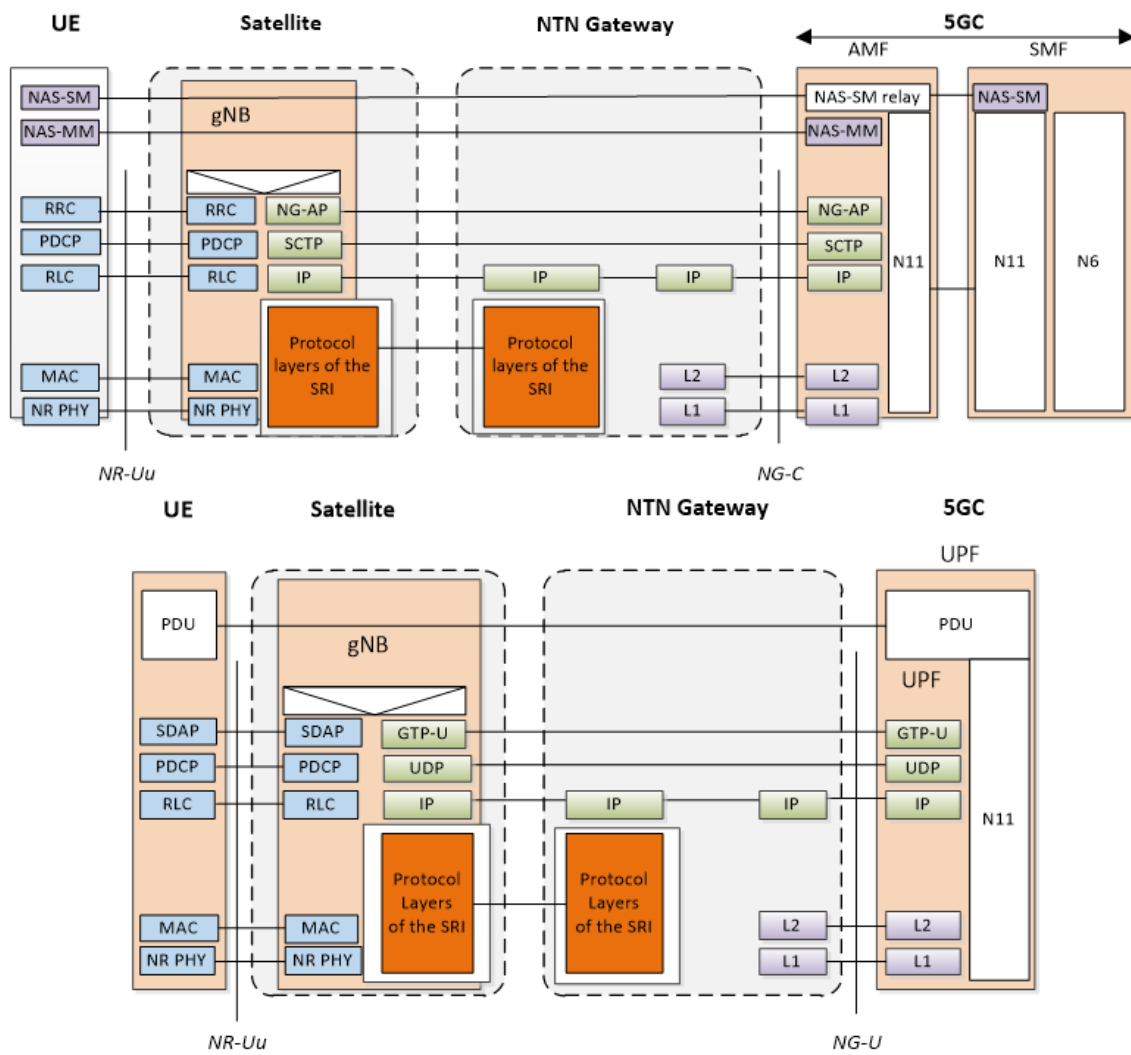 UE Satellite NTN Gateway 5GC
AMF SMF
NAS-SM NAS-SM relay NAS-SM
gNB
NAS-MM NAS-MM
RRC RRC NG-AP NG-AP
PDCP PDCP SCTP SCTP
RLC RLC IP IP IP IP N11 N11 N6
Protocol Protocol
layers of the layers of the
SRI SRI
MAC MAC L2 L2
NR PHY NR PHY L1 L1
NR-Uu NG-C
UE Satellite NTN Gateway 5GC
UPF
PDU PDU
gNB
UPF
SDAP SDAP GTP-U GTP-U
PDCP PDCP UDP UDP
RLC RLC IP IP IP IP
N11
Protocol Protocol
Layers Layers
of the SRI of the SRI
MAC MAC L2 L2
NR PHY NR PHY L1 L1
NR-Uu NG-U